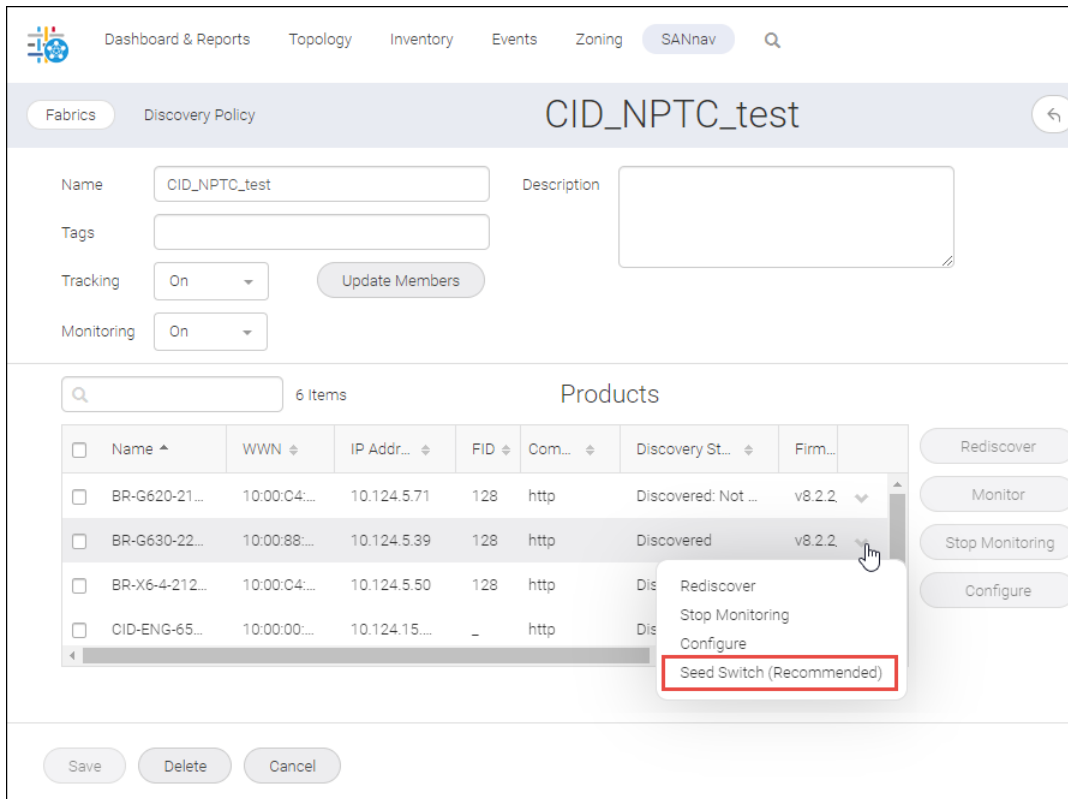 Dashboard & Reports Topology Inventory Events Zoning SANnav
Fabrics Discovery Policy CID_NPTC_test
Name CID_NPTC_test Description
Tags
Tracking On Update Members
Monitoring On
6 Items Products
Name WWN IP Addr... FID Com... Discovery St... Firm... Rediscover
BR-G620-21... 10:00:C4:... 10.124.5.71 128 http Discovered: Not ... v8.2.2, Monitor
BR-G630-22... 10:00:88:... 10.124.5.39 128 http Discovered v8.2.2, Stop Monitoring
BR-X6-4-212... 10:00:C4:... 10.124.5.50 128 http Dis Rediscover Configure
Stop Monitoring
CID-ENG-65... 10:00:00:... 10.124.15.... _ http Dis
Configure
Seed Switch (Recommended)
Save Delete Cancel